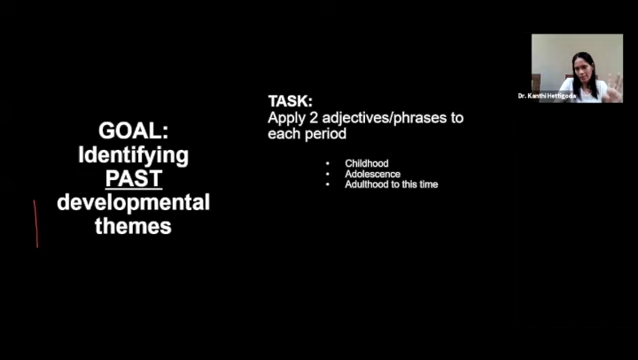 GOAL:
Identifying
PAST
developmental
themes
TASK:
Apply 2 adjectives/phrases to
each period
• Childhood
• Adolescence
• Adulthood to this time
Dr. Kanthi Hettigoda